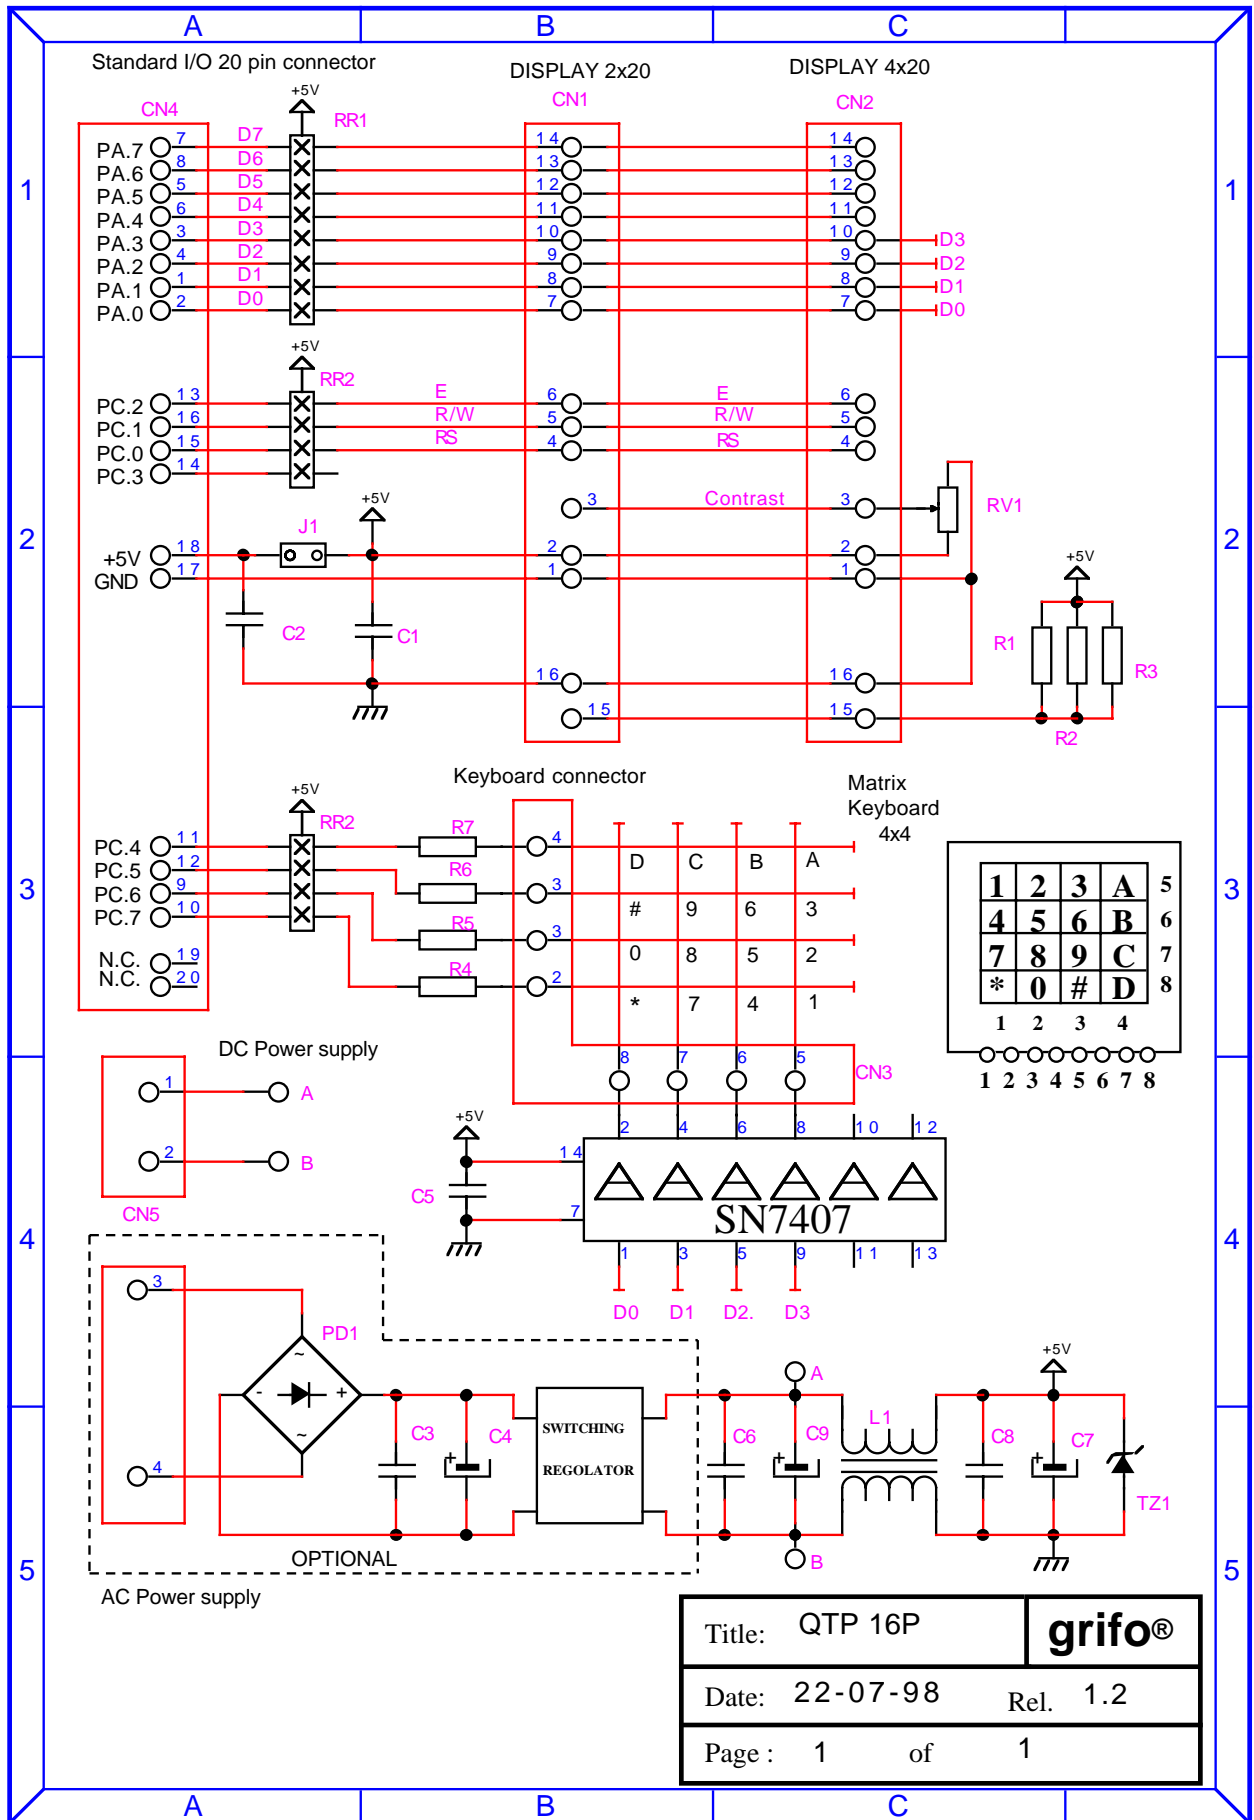 A B C
Standard I/O 20 pin connector
DISPLAY 2x20
DISPLAY 4x20
+5V
CN4
RR1
CN1
CN2
PA.7 7 D7 14 14
PA.6 8 D6 13 13
PA.5 5 D5 12 12
PA.4 6 D4 11 11
PA.3 3 D3 10 10 D3
PA.2 4 D2 9 9 D2
PA.1 1 D1 8 8 D1
PA.0 2 D0 7 7 D0
1 1
+5V
RR2
PC.2 13 E 6 E 6
PC.1 16 R/W 5 R/W 5
PC.0 15 RS 4 RS 4
PC.3 14
+5V
3 Contrast 3 RV1
J1
2 2
+5V 18 2 2
GND 17 1 1
+5V
C2 C1
R1 R3
16 16
15 15
R2
Keyboard connector
Matrix
Keyboard
4x4
+5V
RR2
PC.4 11 R7 4
PC.5 12 R6 3
PC.6 9 R5 3
PC.7 10 R4 2
N.C. 19
N.C. 20
D C B A
# 9 6 3
0 8 5 2
* 7 4 1
3 3
1 2 3 A 5
4 5 6 B 6
7 8 9 C 7
* 0 # D 8
1 2 3 4
1 2 3 4 5 6 7 8
8 7 6 5
CN3
DC Power supply
1 A
2 B
CN5
+5V
C5
14
7
2 4 6 8 10 12
SN7407
1 3 5 9 11 13
D0 D1 D2. D3
4 4
3
PD1
~
- +
~
4
C3 C4
+
SWITCHING
REGOLATOR
OPTIONAL
AC Power supply
A
C6 C9
+
L1
+5V
C8 C7
+
TZ1
B
5 5
Title: QTP 16P
grifo®
Date: 22-07-98 Rel. 1.2
Page : 1 of 1
A B C